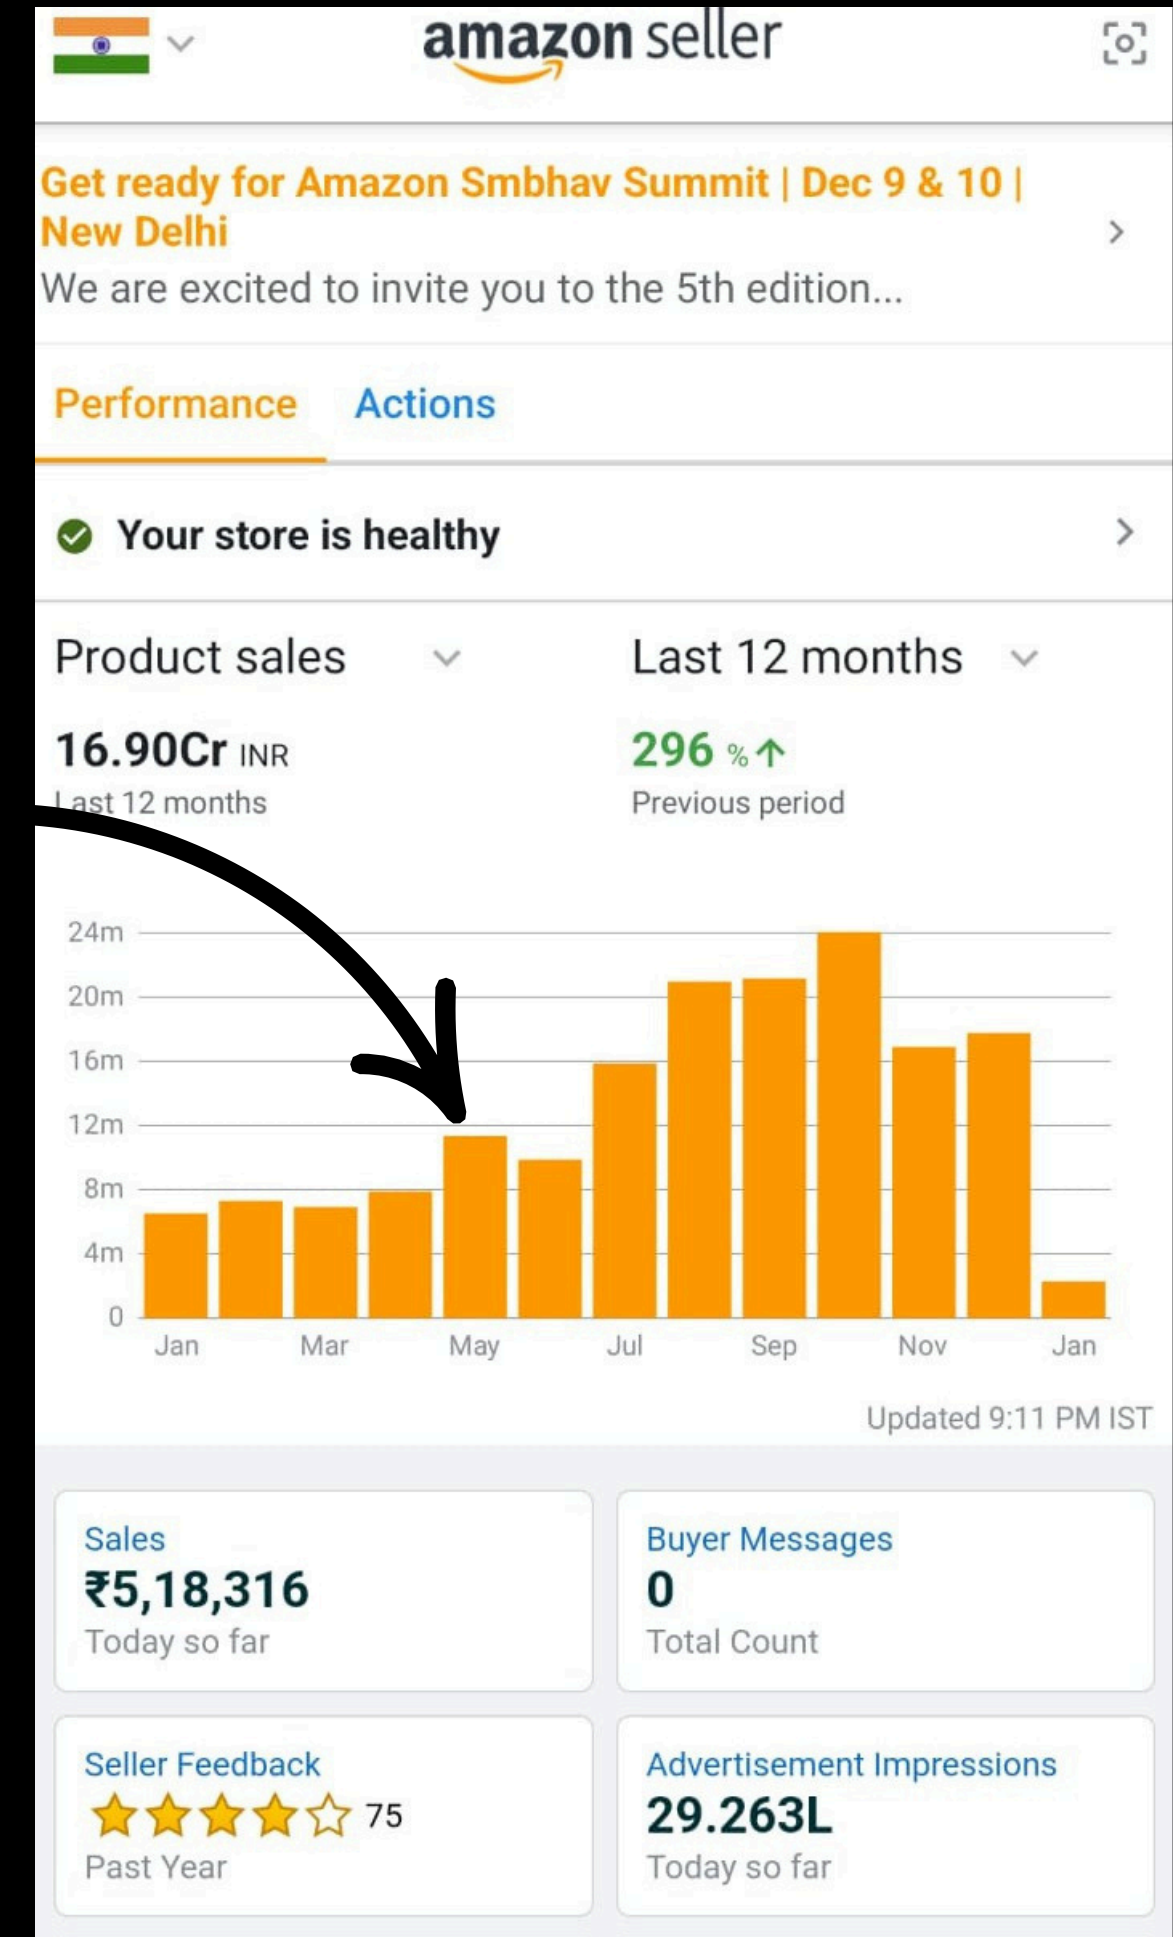 amazon seller
Get ready for Amazon Smbhav Summit | Dec 9 & 10 |
New Delhi
We are excited to invite you to the 5th edition...
Performance Actions
Your store is healthy
Product sales Last 12 months
16.90Cr INR 296 %↑
Last 12 months Previous period
24m
20m
16m
12m
8m
4m
0
Jan Mar May Jul Sep Nov Jan
Updated 9:11 PM IST
Sales
₹5,18,316
Today so far
Buyer Messages
0
Total Count
Seller Feedback
75
Past Year
Advertisement Impressions
29.263L
Today so far